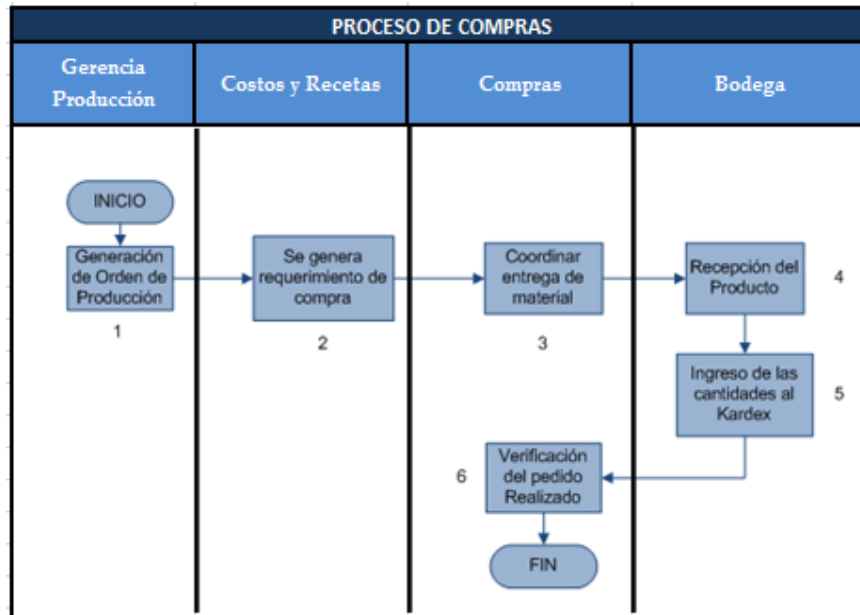 PROCESO DE COMPRAS
Gerencia
Producción
Costos y Recetas
Compras
Bodega
INICIO
Generación
de Orden de
Producción
1
Se genera
requerimiento de
compra
2
Coordinar
entrega de
material
3
Recepción del
Producto
4
Ingreso de las
cantidades al
Kardex
5
Verificación
del pedido
Realizado
6
FIN